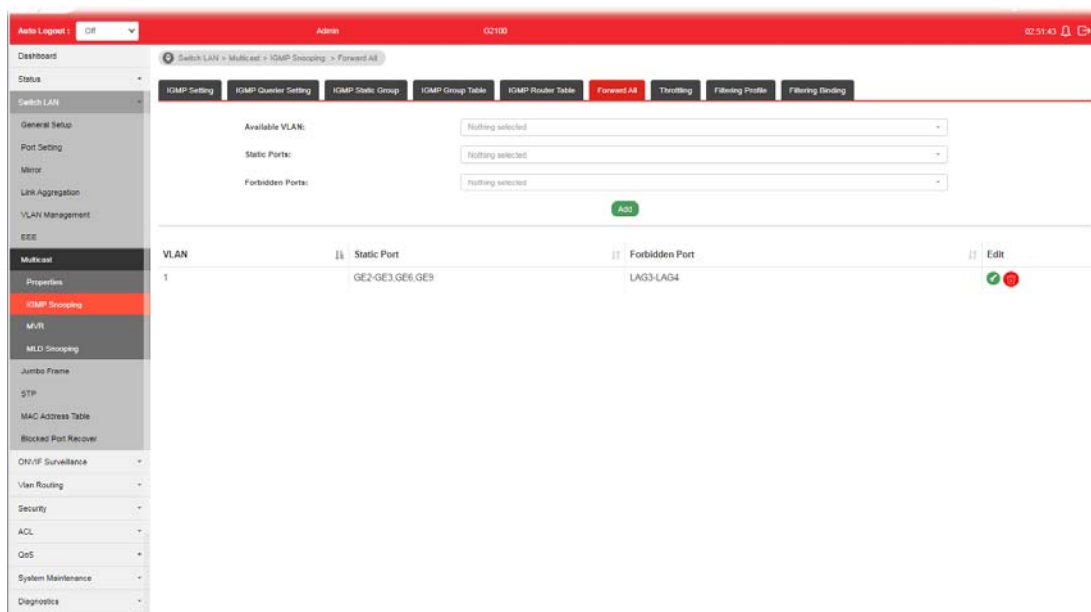 Auto Logout : Off Admin G2100 02:51:43
Dashboard
Status
Switch LAN
General Setup
Port Setting
Mirror
Link Aggregation
VLAN Management
EEE
Multicast
Properties
IGMP Snooping
MVR
MLD Snooping
Jumbo Frame
STP
MAC Address Table
Blocked Port Recover
ONVIF Surveillance
Vlan Routing
Security
ACL
QoS
System Maintenance
Diagnostics
Switch LAN > Multicast > IGMP Snooping > Forward All
IGMP Setting IGMP Querier Setting IGMP Static Group IGMP Group Table IGMP Router Table Forward All Throttling Filtering Profile Filtering Binding
Available VLAN: Nothing selected
Static Ports: Nothing selected
Forbidden Ports: Nothing selected
Add
VLAN Static Port Forbidden Port Edit
1 GE2-GE3,GE6,GE9 LAG3-LAG4